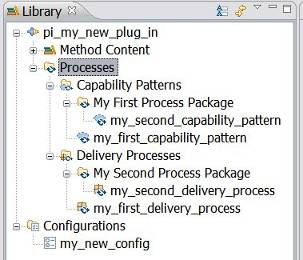 Library
pi_my_new_plug_in
Method Content
Processes
Capability Patterns
My First Process Package
my_second_capability_pattern
my_first_capability_pattern
Delivery Processes
My Second Process Package
my_second_delivery_process
my_first_delivery_process
Configurations
my_new_config